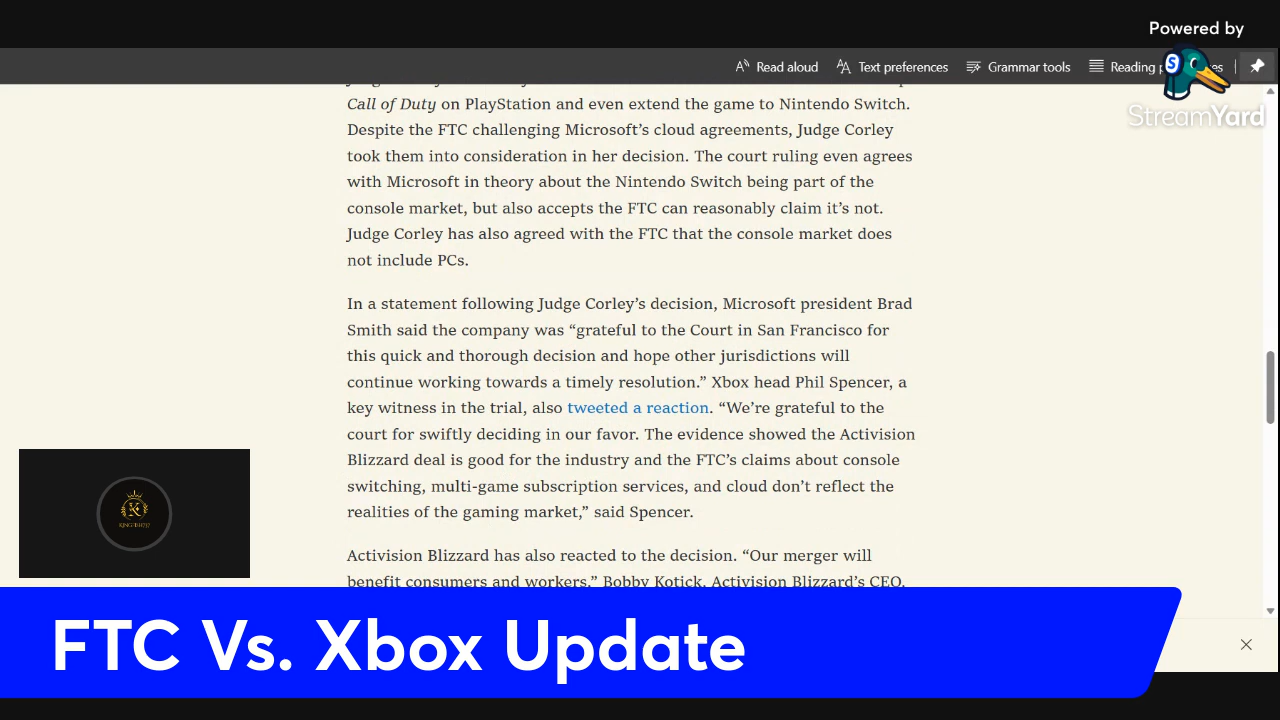 Powered by
Read aloud
Text preferences
Grammar tools
Reading
StreamYard
Call of Duty on PlayStation and even extend the game to Nintendo Switch.
Despite the FTC challenging Microsoft’s cloud agreements, Judge Corley
took them into consideration in her decision. The court ruling even agrees
with Microsoft in theory about the Nintendo Switch being part of the
console market, but also accepts the FTC can reasonably claim it’s not.
Judge Corley has also agreed with the FTC that the console market does
not include PCs.
In a statement following Judge Corley’s decision, Microsoft president Brad
Smith said the company was “grateful to the Court in San Francisco for
this quick and thorough decision and hope other jurisdictions will
continue working towards a timely resolution.” Xbox head Phil Spencer, a
key witness in the trial, also tweeted a reaction. “We’re grateful to the
court for swiftly deciding in our favor. The evidence showed the Activision
Blizzard deal is good for the industry and the FTC’s claims about console
switching, multi-game subscription services, and cloud don’t reflect the
realities of the gaming market,” said Spencer.
Activision Blizzard has also reacted to the decision. “Our merger will
benefit consumers and workers.” Bobby Kotick, Activision Blizzard’s CEO,
FTC Vs. Xbox Update